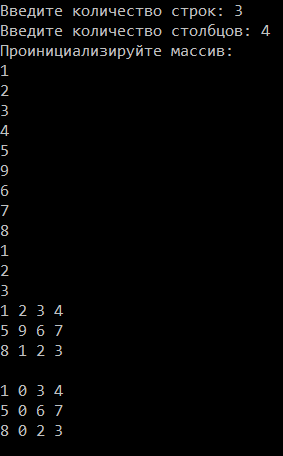 Введите количество строк: 3
Введите количество столбцов: 4
Проинициализируйте массив:
1
2
3
4
5
9
6
7
8
1
2
3
1 2 3 4
5 9 6 7
8 1 2 3
1 0 3 4
5 0 6 7
8 0 2 3